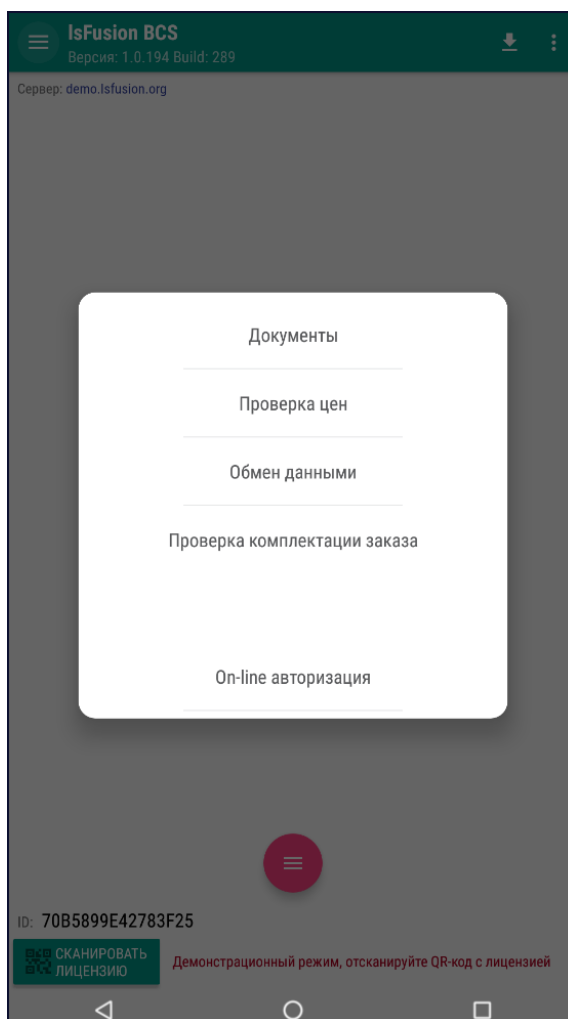 lsFusion BCS
Версия: 1.0.194 Build: 289
Сервер: demo.lsfusion.org
Документы
Проверка цен
Обмен данными
Проверка комплектации заказа
On-line авторизация
ID: 70B5899E42783F25
СКАНИРОВАТЬ
ЛИЦЕНЗИЮ
Демонстрационный режим, отсканируйте QR-код с лицензией